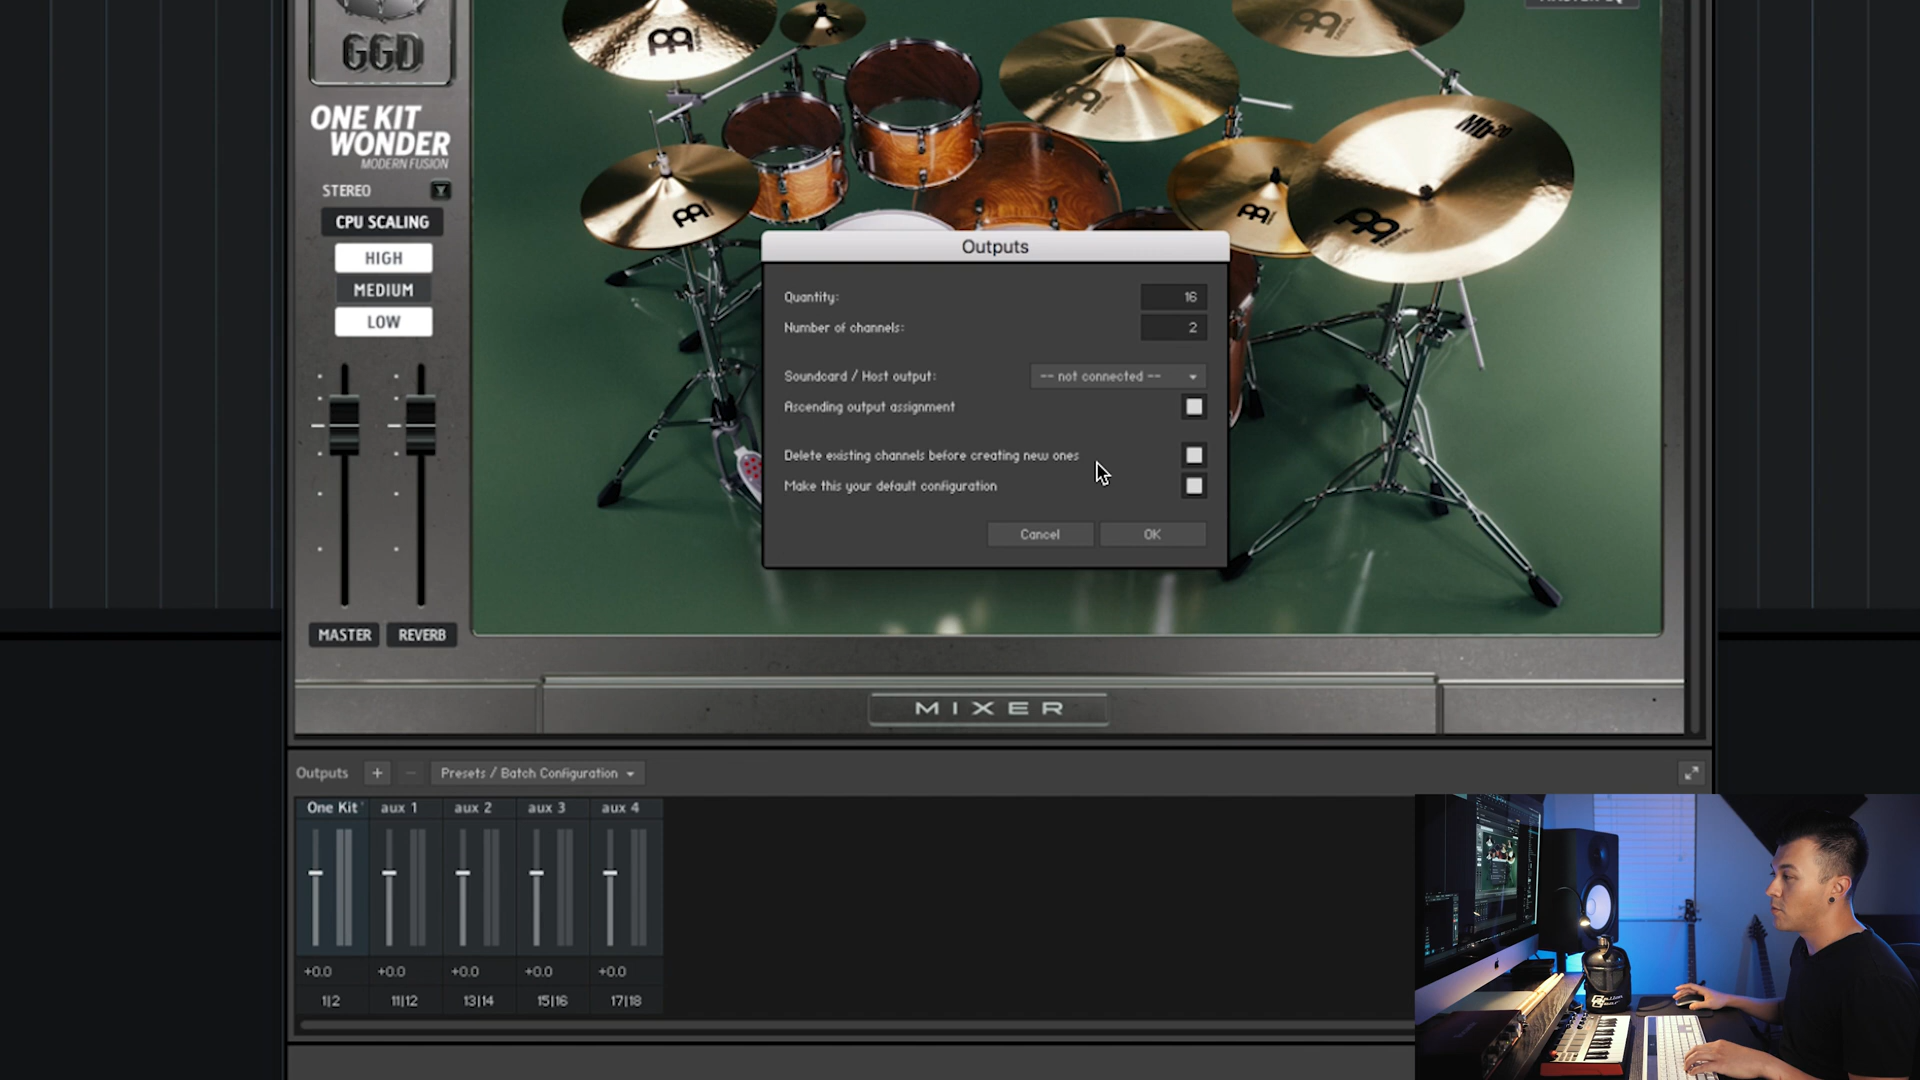 GGD
ONE KIT
WONDER
MODERN FUSION
STEREO
CPU SCALING
HIGH
MEDIUM
LOW
MASTER
REVERB
Mb20
Outputs
Quantity:
16
Number of channels:
2
Soundcard / Host output:
-- not connected --
Ascending output assignment
Delete existing channels before creating new ones
Make this your default configuration
Cancel
OK
MIXER
Outputs
+
−
Presets / Batch Configuration
One Kit
aux 1
aux 2
aux 3
aux 4
+0.0
+0.0
+0.0
+0.0
+0.0
1|2
11|12
13|14
15|16
17|18